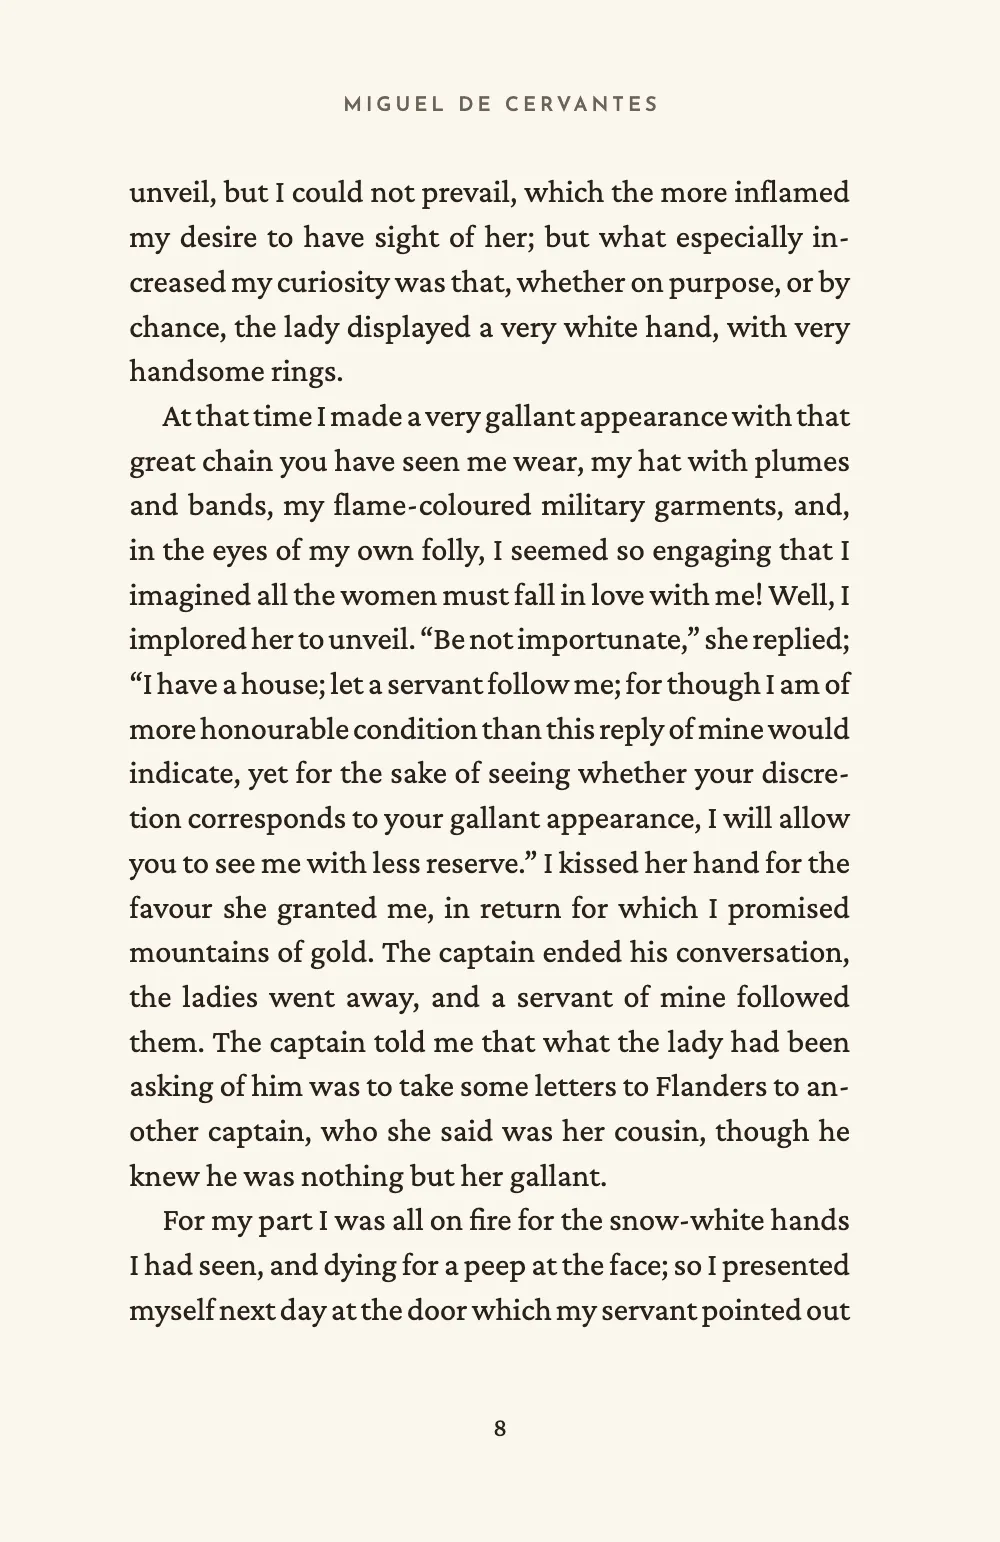 MIGUEL DE CERVANTES
unveil, but I could not prevail, which the more inflamed
my desire to have sight of her; but what especially in-
creased my curiosity was that, whether on purpose, or by
chance, the lady displayed a very white hand, with very
handsome rings.
At that time I made a very gallant appearance with that
great chain you have seen me wear, my hat with plumes
and bands, my flame-coloured military garments, and,
in the eyes of my own folly, I seemed so engaging that I
imagined all the women must fall in love with me! Well, I
implored her to unveil. “Be not importunate,” she replied;
“I have a house; let a servant follow me; for though I am of
more honourable condition than this reply of mine would
indicate, yet for the sake of seeing whether your discre-
tion corresponds to your gallant appearance, I will allow
you to see me with less reserve.” I kissed her hand for the
favour she granted me, in return for which I promised
mountains of gold. The captain ended his conversation,
the ladies went away, and a servant of mine followed
them. The captain told me that what the lady had been
asking of him was to take some letters to Flanders to an-
other captain, who she said was her cousin, though he
knew he was nothing but her gallant.
For my part I was all on fire for the snow-white hands
I had seen, and dying for a peep at the face; so I presented
myself next day at the door which my servant pointed out
8